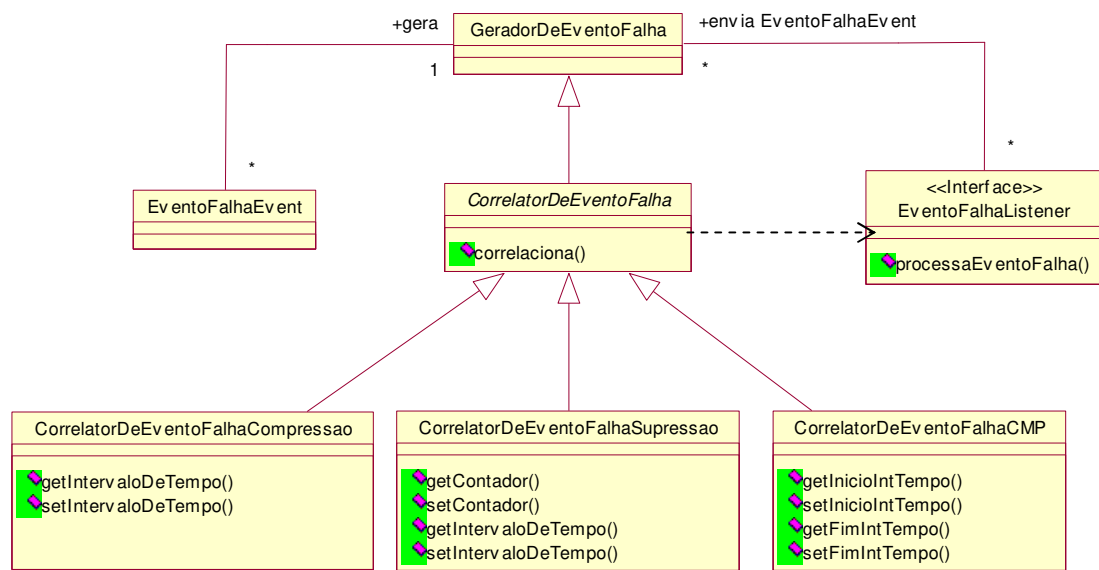 +gera
GeradorDeEventoFalha
+envia EventoFalhaEvent
1
*
*
*
EventoFalhaEvent
CorrelatorDeEventoFalha
correlaciona()
<<Interface>>
EventoFalhaListener
processaEventoFalha()
CorrelatorDeEventoFalhaCompressao
getIntervaloDeTempo()
setIntervaloDeTempo()
CorrelatorDeEventoFalhaSupressao
getContador()
setContador()
getIntervaloDeTempo()
setIntervaloDeTempo()
CorrelatorDeEventoFalhaCMP
getInicioIntTempo()
setInicioIntTempo()
getFimIntTempo()
setFimIntTempo()